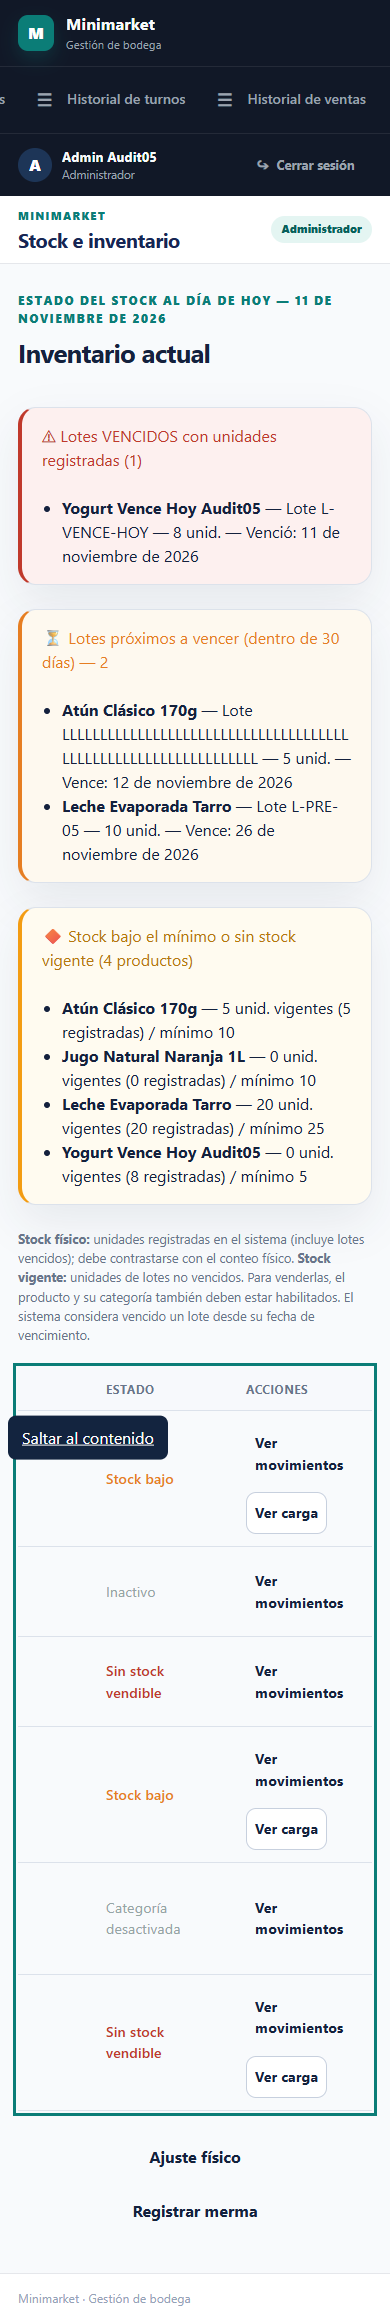 M
Minimarket
Gestión de bodega
s
Historial de turnos
Historial de ventas
A
Admin Audit05
Administrador
Cerrar sesión
MINIMARKET
Stock e inventario
Administrador
ESTADO DEL STOCK AL DÍA DE HOY — 11 DE
NOVIEMBRE DE 2026
Inventario actual
⚠ Lotes VENCIDOS con unidades
registradas (1)
• Yogurt Vence Hoy Audit05 — Lote L-
VENCE-HOY — 8 unid. — Venció: 11 de
noviembre de 2026
⏳ Lotes próximos a vencer (dentro de 30
días) — 2
• Atún Clásico 170g — Lote
— 5 unid. —
Vence: 12 de noviembre de 2026
• Leche Evaporada Tarro — Lote L-PRE-
05 — 10 unid. — Vence: 26 de
noviembre de 2026
♦ Stock bajo el mínimo o sin stock
vigente (4 productos)
• Atún Clásico 170g — 5 unid. vigentes (5
registradas) / mínimo 10
• Jugo Natural Naranja 1L — 0 unid.
vigentes (0 registradas) / mínimo 10
• Leche Evaporada Tarro — 20 unid.
vigentes (20 registradas) / mínimo 25
• Yogurt Vence Hoy Audit05 — 0 unid.
vigentes (8 registradas) / mínimo 5
Stock físico: unidades registradas en el sistema (incluye lotes
vencidos); debe contrastarse con el conteo físico. Stock
vigente: unidades de lotes no vencidos. Para venderlas, el
producto y su categoría también deben estar habilitados. El
sistema considera vencido un lote desde su fecha de
vencimiento.
ESTADO
ACCIONES
Saltar al contenido
Stock bajo
Ver
movimientos
Ver carga
Inactivo
Ver
movimientos
Sin stock
vendible
Ver
movimientos
Stock bajo
Ver
movimientos
Ver carga
Categoría
desactivada
Ver
movimientos
Sin stock
vendible
Ver
movimientos
Ver carga
Ajuste físico
Registrar merma
Minimarket · Gestión de bodega